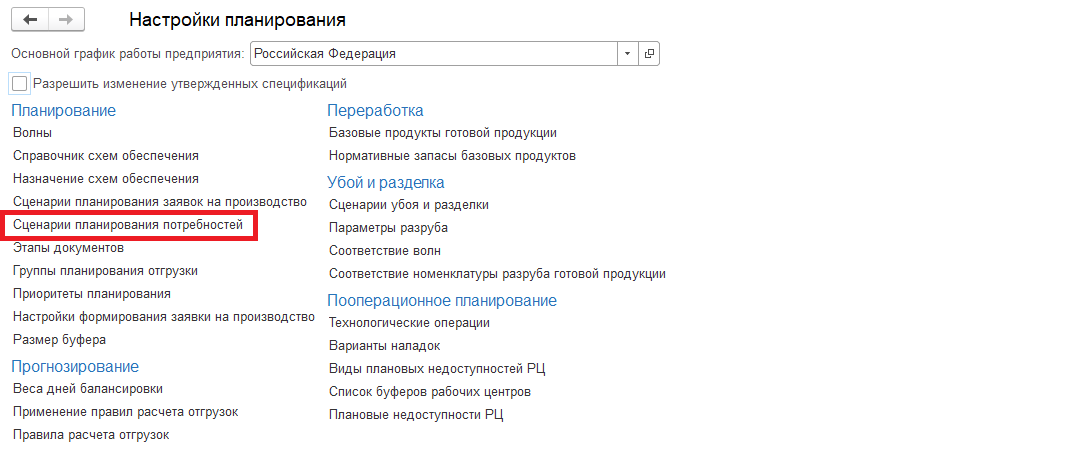 Настройки планирования
Основной график работы предприятия: Российская Федерация
Разрешить изменение утвержденных спецификаций
Планирование
Волны
Справочник схем обеспечения
Назначение схем обеспечения
Сценарии планирования заявок на производство
Сценарии планирования потребностей
Этапы документов
Группы планирования отгрузки
Приоритеты планирования
Настройки формирования заявки на производство
Размер буфера
Прогнозирование
Веса дней балансировки
Применение правил расчета отгрузок
Правила расчета отгрузок
Переработка
Базовые продукты готовой продукции
Нормативные запасы базовых продуктов
Убой и разделка
Сценарии убоя и разделки
Параметры разруба
Соответствие волн
Соответствие номенклатуры разруба готовой продукции
Пооперационное планирование
Технологические операции
Варианты наладок
Виды плановых недоступностей РЦ
Список буферов рабочих центров
Плановые недоступности РЦ